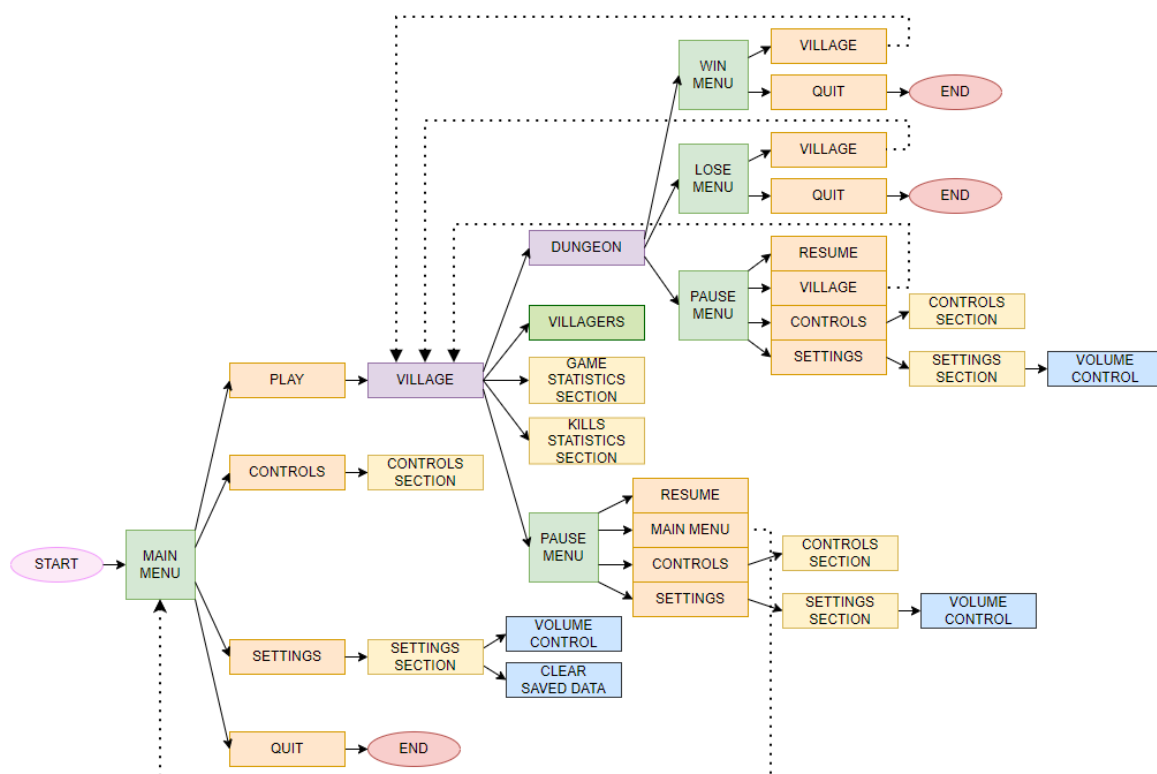 VILLAGE
WIN
MENU
QUIT
END
VILLAGE
LOSE
MENU
QUIT
END
DUNGEON
RESUME
PAUSE
MENU
VILLAGE
CONTROLS
CONTROLS
SECTION
SETTINGS
SETTINGS
SECTION
VOLUME
CONTROL
VILLAGERS
PLAY
VILLAGE
GAME
STATISTICS
SECTION
KILLS
STATISTICS
SECTION
CONTROLS
CONTROLS
SECTION
RESUME
PAUSE
MENU
MAIN MENU
CONTROLS
CONTROLS
SECTION
SETTINGS
SETTINGS
SECTION
VOLUME
CONTROL
START
MAIN
MENU
SETTINGS
SETTINGS
SECTION
VOLUME
CONTROL
CLEAR
SAVED DATA
QUIT
END